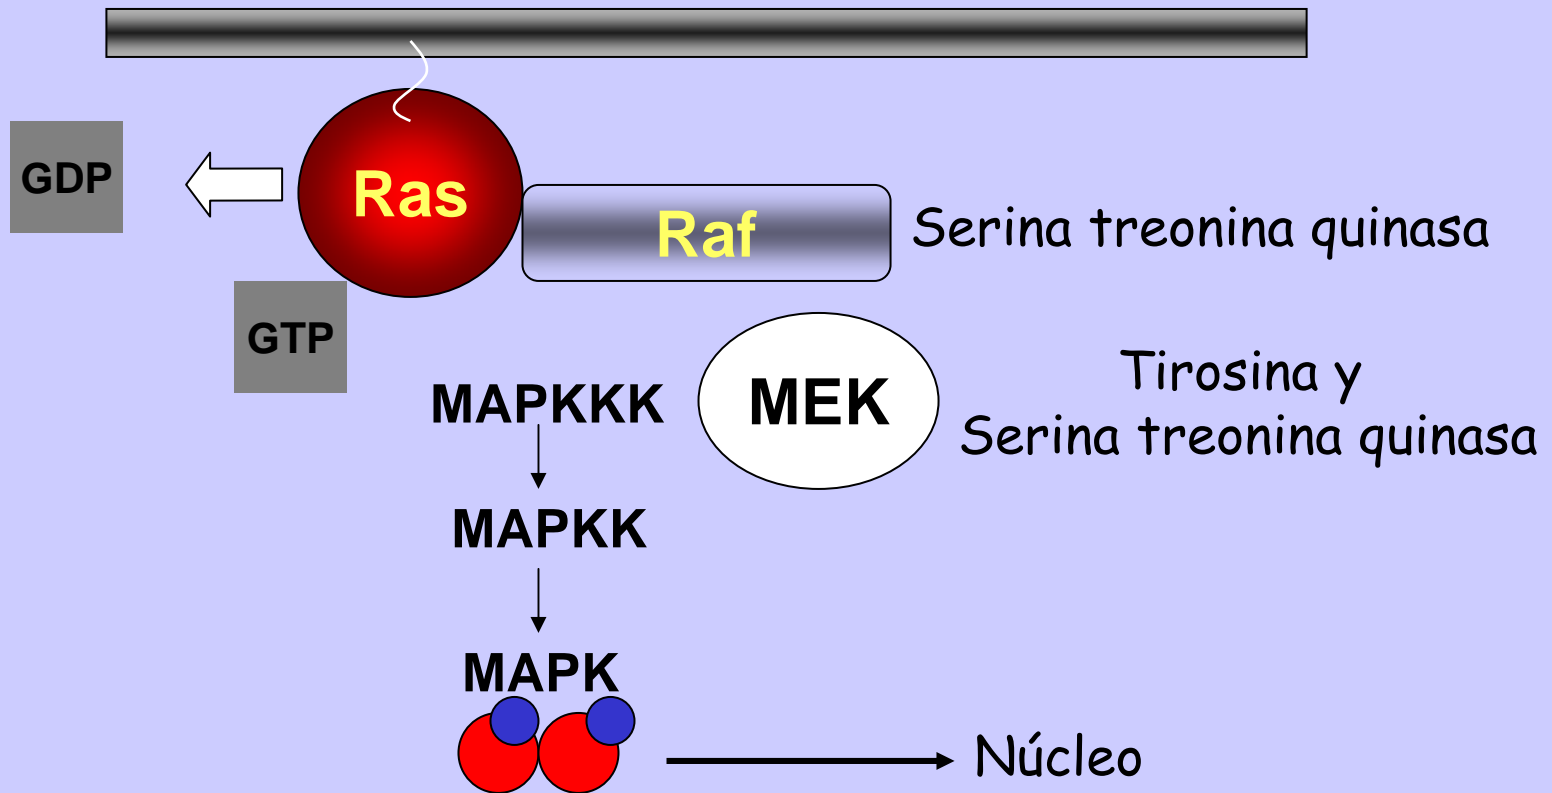 GDP
Ras
Raf
Serina treonina quinasa
GTP
MAPKKK
MEK
Tirosina y
Serina treonina quinasa
MAPKK
MAPK
Núcleo